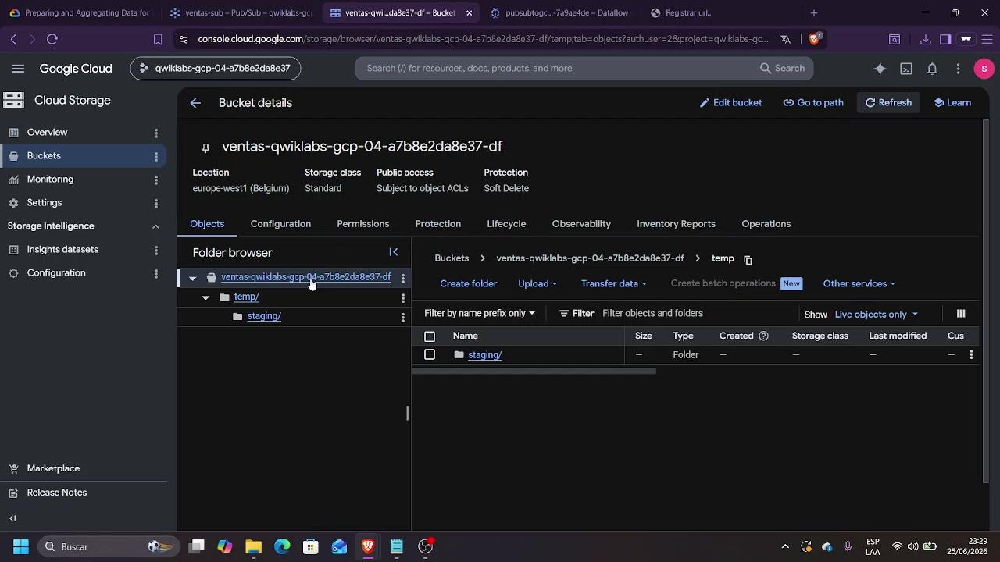 Preparing and Aggregating Data for
ventas-sub – Pub/Sub – qwiklabs-gcp
ventas-qwi...da8e37-df – Bucket
pubsubtogc...-7a9ae4de – Dataflow
Registrar url..
console.cloud.google.com/storage/browser/ventas-qwiklabs-gcp-04-a7b8e2da8e37-df/temp;tab=objects?authuser=2&project=qwiklabs-gc...
Google Cloud
qwiklabs-gcp-04-a7b8e2da8e37
Search (/) for resources, docs, products, and more
Search
S
Cloud Storage
Bucket details
Edit bucket
Go to path
Refresh
Learn
Overview
Buckets
Monitoring
Settings
Storage Intelligence
Insights datasets
Configuration
Marketplace
Release Notes
ventas-qwiklabs-gcp-04-a7b8e2da8e37-df
Location Storage class Public access Protection
europe-west1 (Belgium) Standard Subject to object ACLs Soft Delete
Objects Configuration Permissions Protection Lifecycle Observability Inventory Reports Operations
Folder browser
ventas-qwiklabs-gcp-04-a7b8e2da8e37-df
temp/
staging/
Buckets > ventas-qwiklabs-gcp-04-a7b8e2da8e37-df > temp
Create folder Upload Transfer data Create batch operations New Other services
Filter by name prefix only Filter Filter objects and folders Show Live objects only
Name Size Type Created Storage class Last modified Cus
staging/ – Folder – – – –
Buscar
ESP
LAA
23:29
25/06/2026